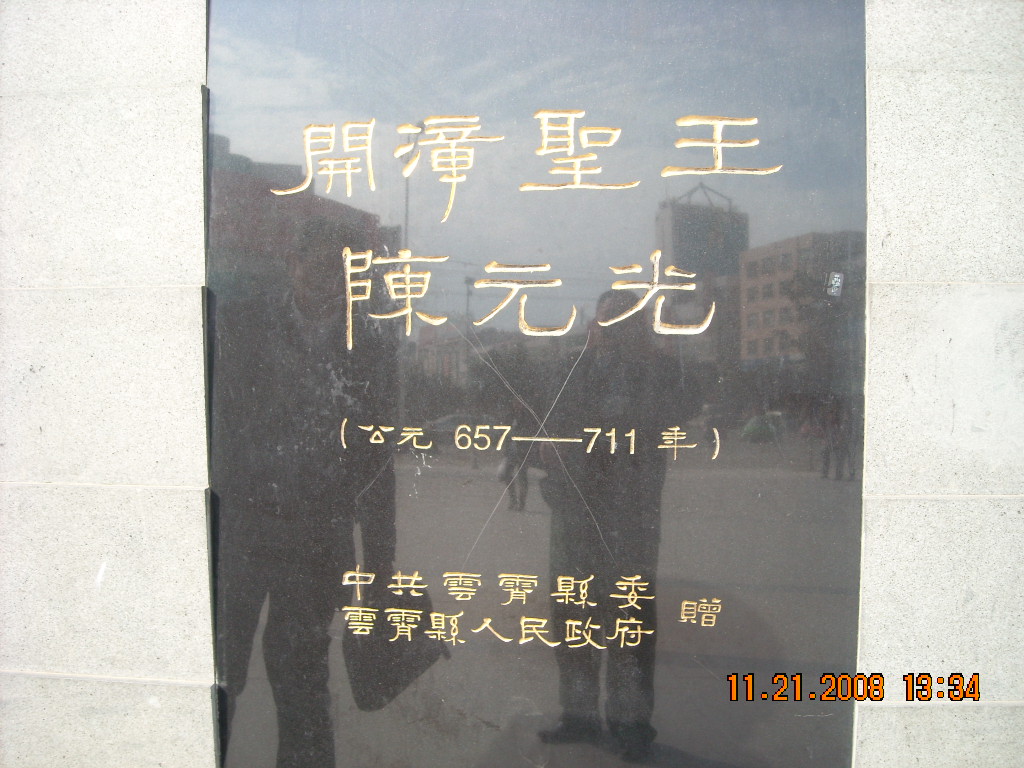 開漳聖王
陳元光
(公元 657——711 年)
中共雲霄縣委
雲霄縣人民政府 贈
11.21.2008 13:34